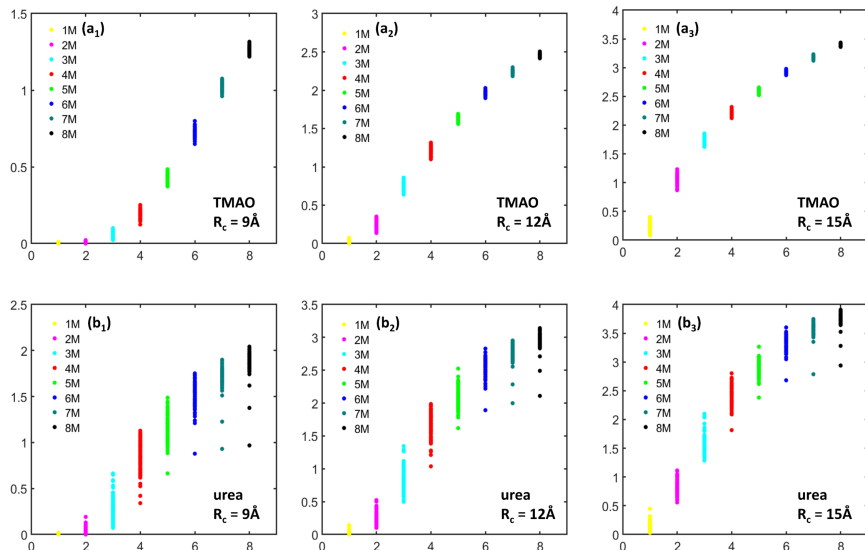 1.5
1
0.5
0
0 2 4 6 8
1M
2M
3M
4M
5M
6M
7M
8M
(a1)
TMAO
Rc = 9Å
3
2.5
2
1.5
1
0.5
0
0 2 4 6 8
1M
2M
3M
4M
5M
6M
7M
8M
(a2)
TMAO
Rc = 12Å
4
3.5
3
2.5
2
1.5
1
0.5
0
0 2 4 6 8
1M
2M
3M
4M
5M
6M
7M
8M
(a3)
TMAO
Rc = 15Å
2.5
2
1.5
1
0.5
0
0 2 4 6 8
1M
2M
3M
4M
5M
6M
7M
8M
(b1)
urea
Rc = 9Å
3.5
3
2.5
2
1.5
1
0.5
0
0 2 4 6 8
1M
2M
3M
4M
5M
6M
7M
8M
(b2)
urea
Rc = 12Å
4
3.5
3
2.5
2
1.5
1
0.5
0
0 2 4 6 8
1M
2M
3M
4M
5M
6M
7M
8M
(b3)
urea
Rc = 15Å